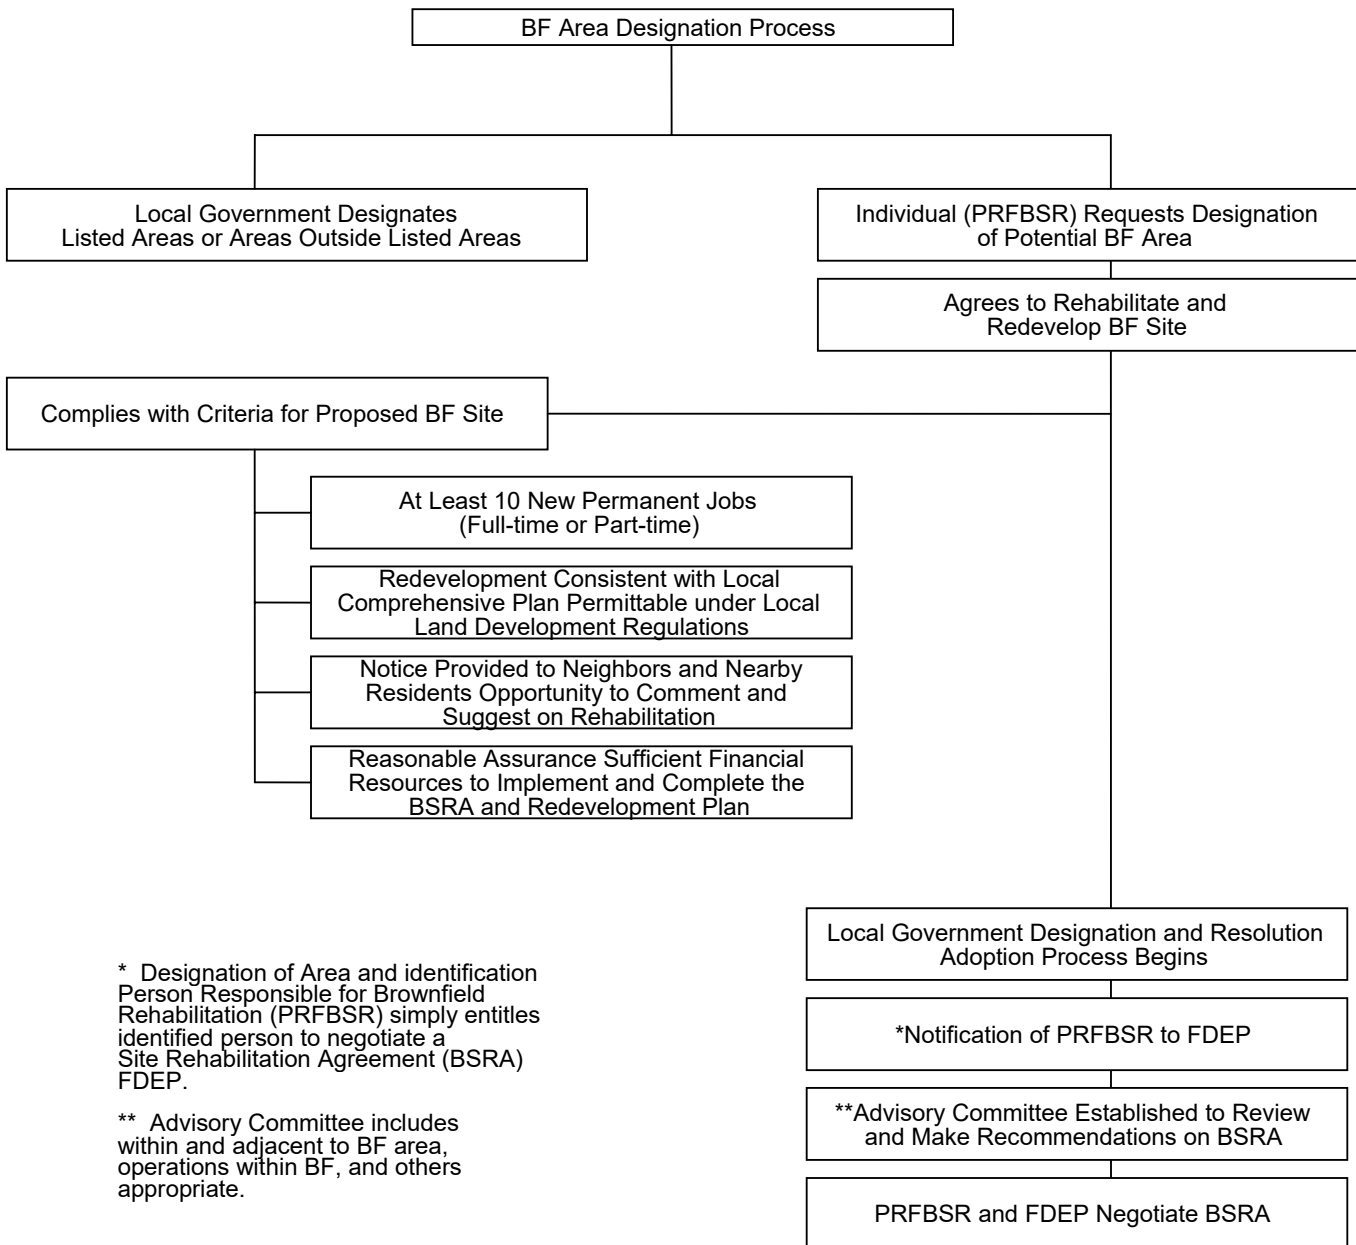 BF Area Designation Process
Local Government Designates
Listed Areas or Areas Outside Listed Areas
Individual (PRFBSR) Requests Designation
of Potential BF Area
Agrees to Rehabilitate and
Redevelop BF Site
Complies with Criteria for Proposed BF Site
At Least 10 New Permanent Jobs
(Full-time or Part-time)
Redevelopment Consistent with Local
Comprehensive Plan Permittable under Local
Land Development Regulations
Notice Provided to Neighbors and Nearby
Residents Opportunity to Comment and
Suggest on Rehabilitation
Reasonable Assurance Sufficient Financial
Resources to Implement and Complete the
BSRA and Redevelopment Plan
Local Government Designation and Resolution
Adoption Process Begins
*Notification of PRFBSR to FDEP
**Advisory Committee Established to Review
and Make Recommendations on BSRA
PRFBSR and FDEP Negotiate BSRA
* Designation of Area and identification
Person Responsible for Brownfield
Rehabilitation (PRFBSR) simply entitles
identified person to negotiate a
Site Rehabilitation Agreement (BSRA)
FDEP.
** Advisory Committee includes
within and adjacent to BF area,
operations within BF, and others
appropriate.